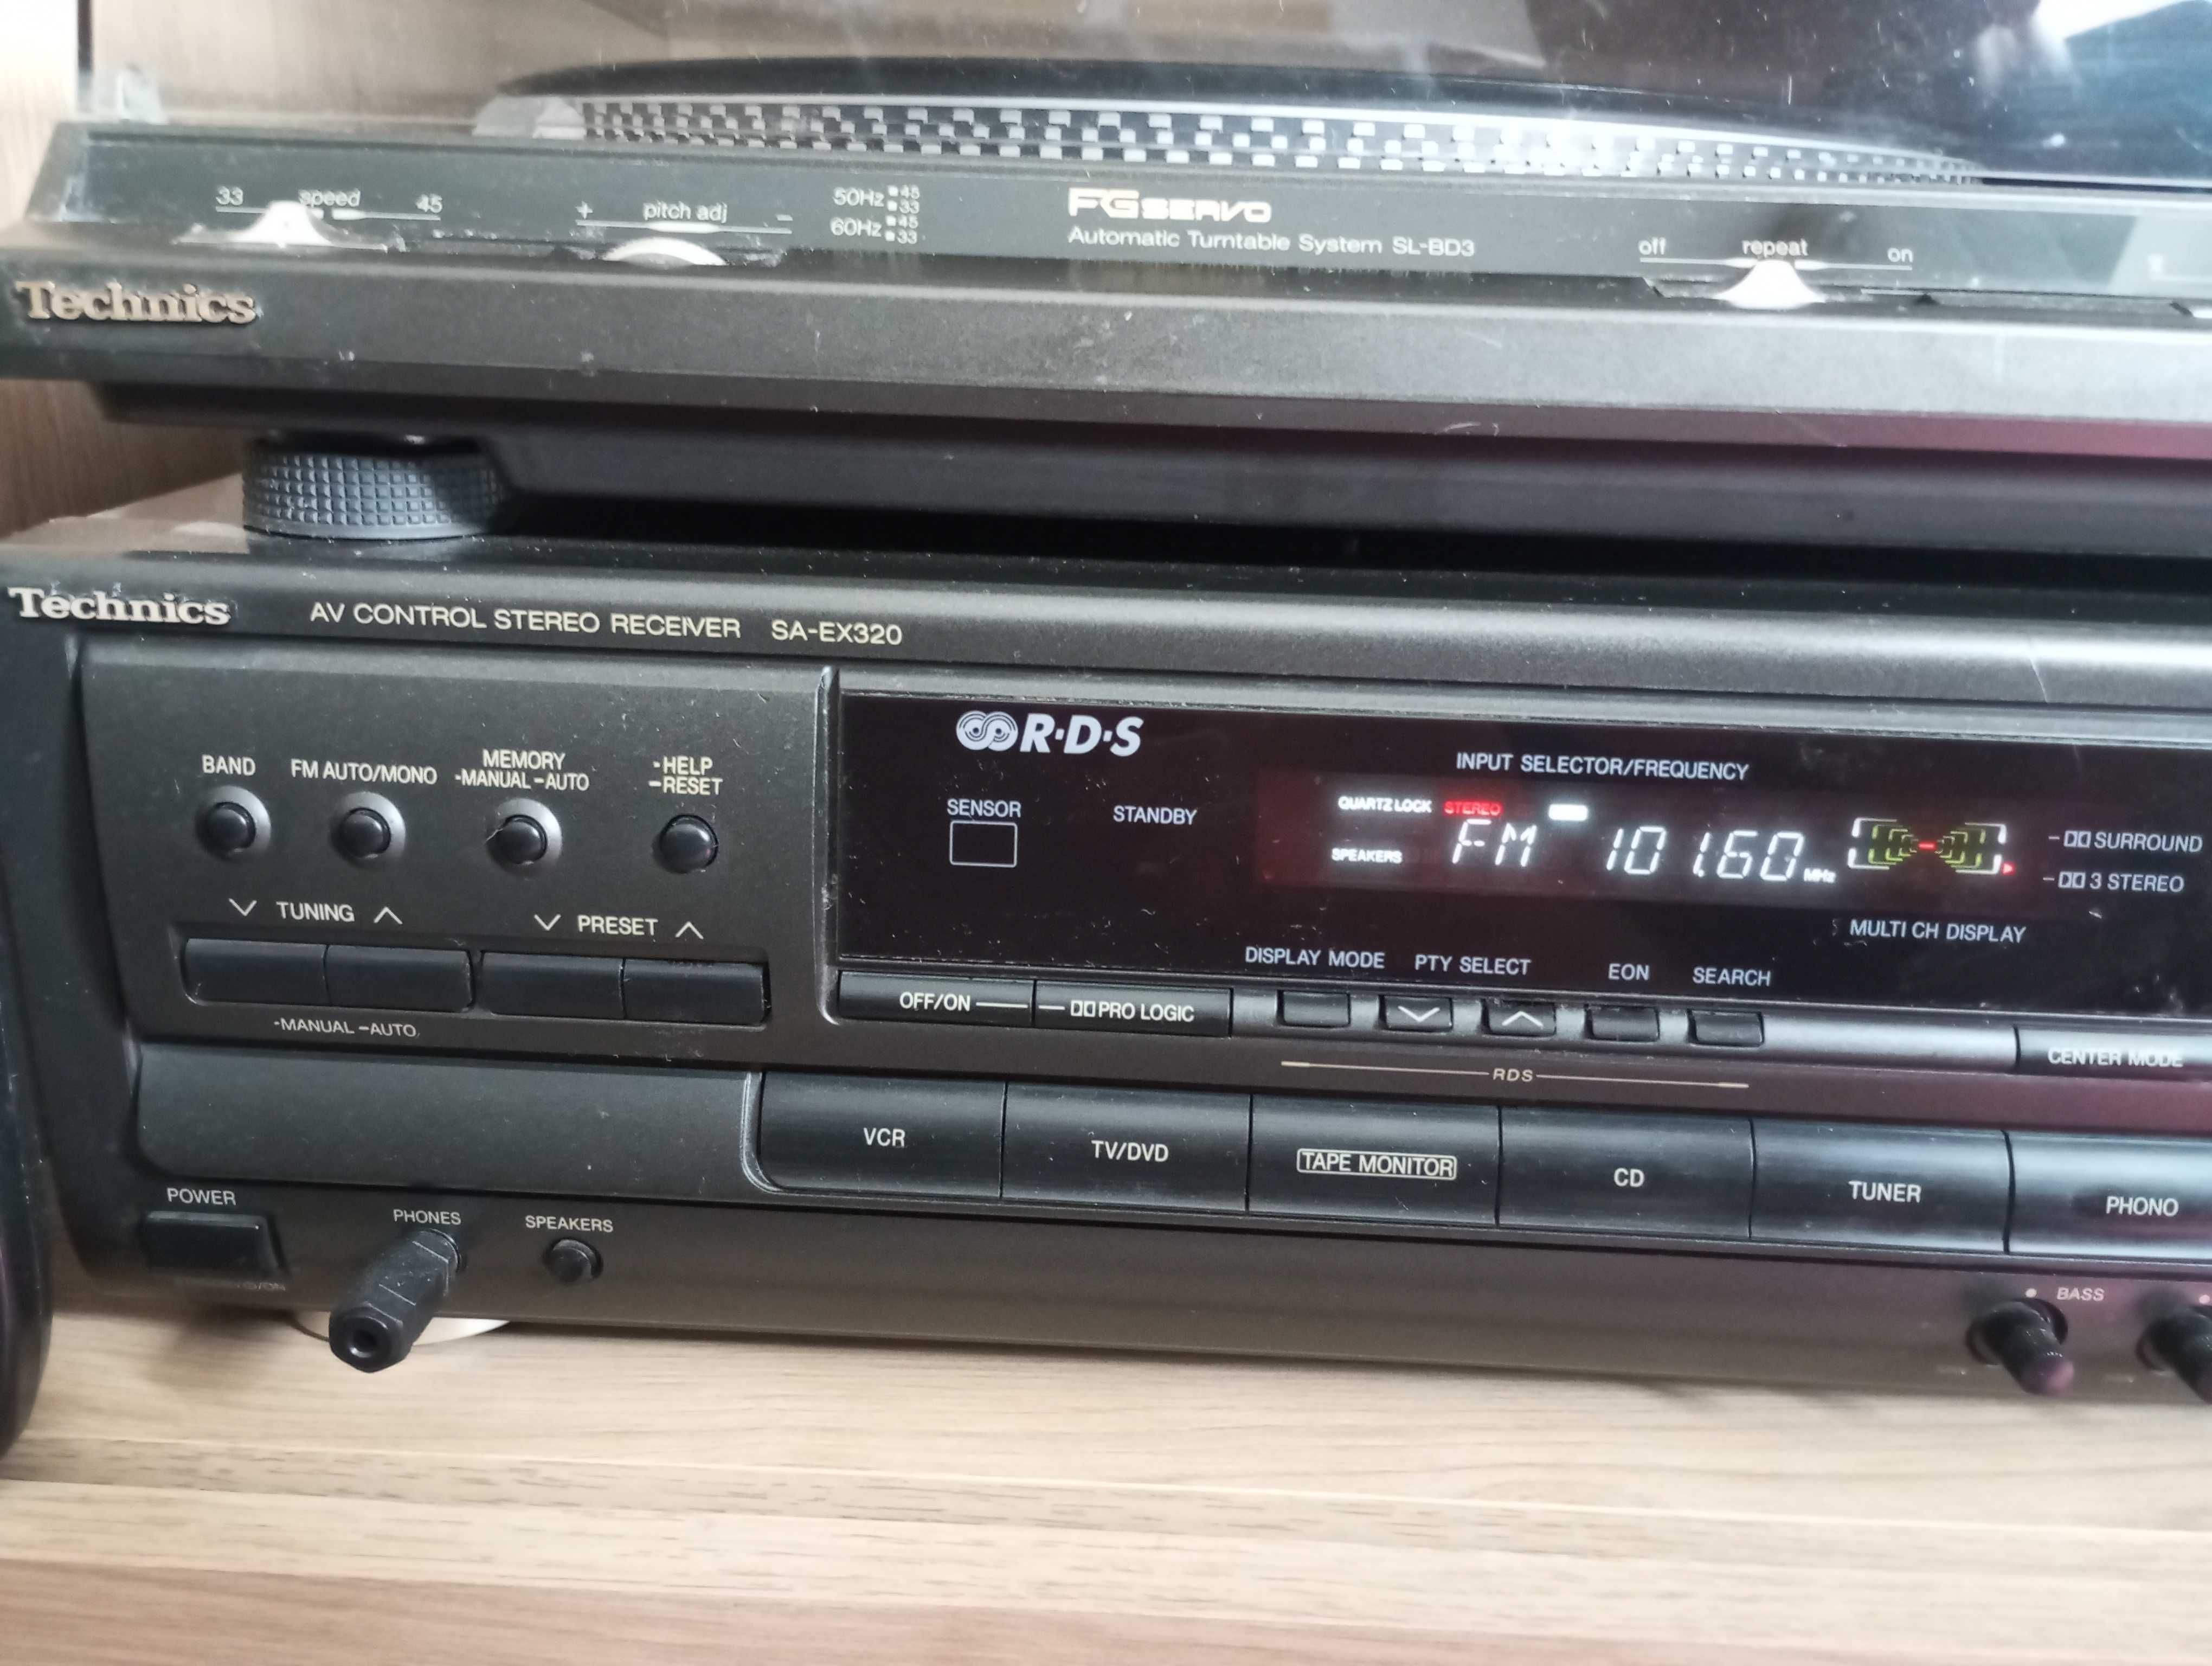 33 speed 45
+ pitch adj -
50Hz 45
33
60Hz 45
33
FG SERVO
Automatic Turntable System SL-BD3
off repeat on
Technics
Technics
AV CONTROL STEREO RECEIVER SA-EX320
R·D·S
INPUT SELECTOR/FREQUENCY
BAND
FM AUTO/MONO
MEMORY
-MANUAL -AUTO
-HELP
-RESET
SENSOR
STANDBY
QUARTZ LOCK STEREO
SPEAKERS
FM 101.60 MHz
SURROUND
3 STEREO
MULTI CH DISPLAY
TUNING
PRESET
-MANUAL -AUTO
DISPLAY MODE
PTY SELECT
EON
SEARCH
OFF/ON
PRO LOGIC
CENTER MODE
RDS
VCR
TV/DVD
TAPE MONITOR
CD
TUNER
PHONO
POWER
PHONES
SPEAKERS
BASS